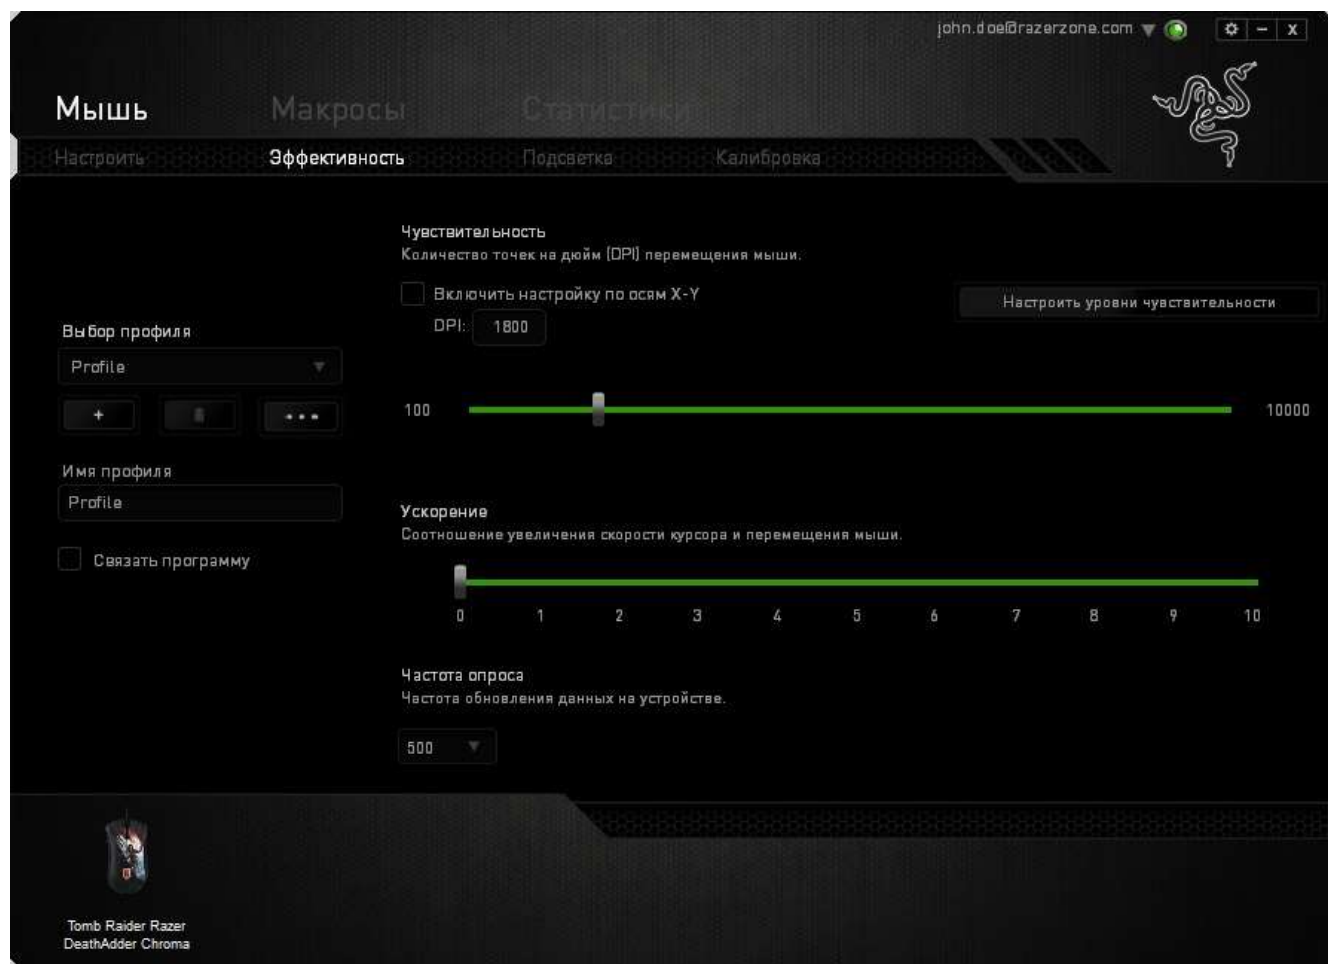 john.doe@razerzone.com
Мышь Макросы Статистики
Настроить Эффективность Подсветка Калибровка
Чувствительность
Количество точек на дюйм (DPI) перемещения мыши.
Включить настройку по осям X-Y
Настроить уровни чувствительности
DPI: 1800
100 10000
Выбор профиля
Profile
Имя профиля
Profile
Связать программу
Ускорение
Соотношение увеличения скорости курсора и перемещения мыши.
0 1 2 3 4 5 6 7 8 9 10
Частота опроса
Частота обновления данных на устройстве.
500
Tomb Raider Razer
DeathAdder Chroma